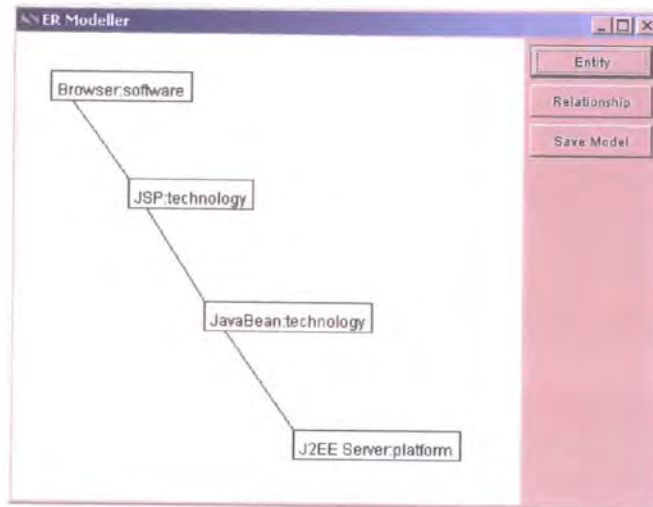 ER Modeller
Entity
Browser:software
Relationship
Save Model
JSP:technology
JavaBean:technology
J2EE Server:platform